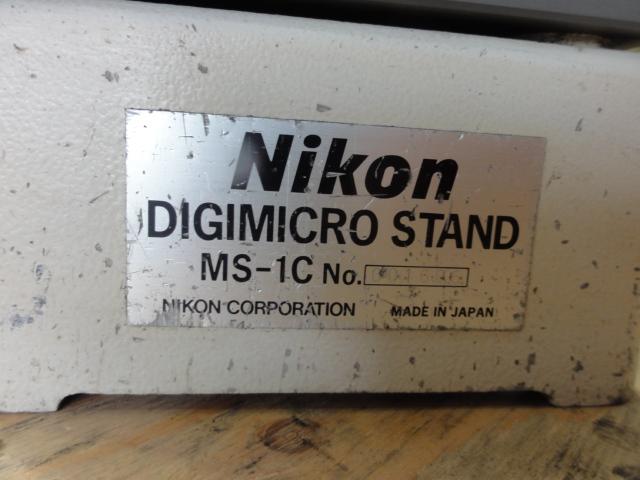 Nikon
DIGIMICRO STAND
MS-1C No.
NIKON CORPORATION MADE IN JAPAN